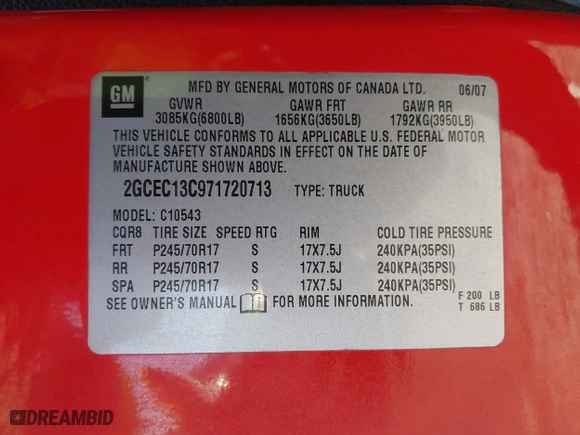 GM
MFD BY GENERAL MOTORS OF CANADA LTD. 06/07
GVWR GAWR FRT GAWR RR
3085KG(6800LB) 1656KG(3650LB) 1792KG(3950LB)
THIS VEHICLE CONFORMS TO ALL APPLICABLE U.S. FEDERAL MOTOR
VEHICLE SAFETY STANDARDS IN EFFECT ON THE DATE OF
MANUFACTURE SHOWN ABOVE.
2GCEC13C971720713 TYPE: TRUCK
MODEL: C10543
CQR8 TIRE SIZE SPEED RTG RIM COLD TIRE PRESSURE
FRT P245/70R17 S 17X7.5J 240KPA(35PSI)
RR P245/70R17 S 17X7.5J 240KPA(35PSI)
SPA P245/70R17 S 17X7.5J 240KPA(35PSI)
SEE OWNER'S MANUAL FOR MORE INFORMATION.
F 200 LB
T 686 LB
DREAMBID